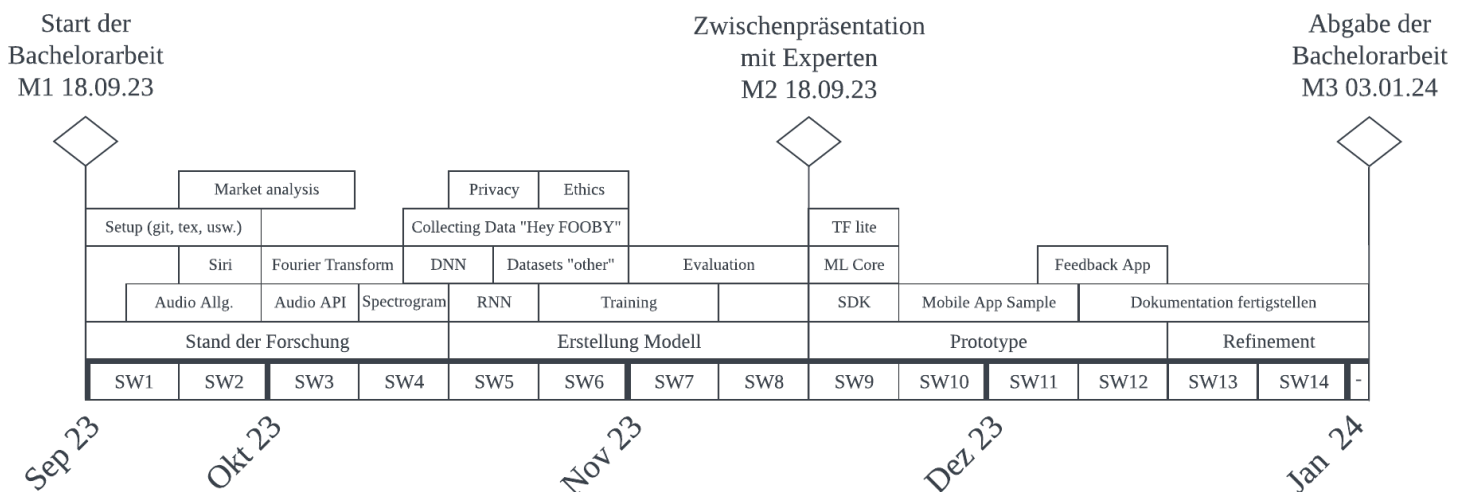 Start der
Bachelorarbeit
M1 18.09.23
Zwischenpräsentation
mit Experten
M2 18.09.23
Abgabe der
Bachelorarbeit
M3 03.01.24
Market analysis
Privacy
Ethics
Setup (git, tex, usw.)
Collecting Data "Hey FOOBY"
TF lite
Siri
Fourier Transform
DNN
Datasets "other"
Evaluation
ML Core
Feedback App
Audio Allg.
Audio API
Spectrogram
RNN
Training
SDK
Mobile App Sample
Dokumentation fertigstellen
Stand der Forschung
Erstellung Modell
Prototype
Refinement
SW1
SW2
SW3
SW4
SW5
SW6
SW7
SW8
SW9
SW10
SW11
SW12
SW13
SW14
-
Sep 23
Okt 23
Nov 23
Dez 23
Jan 24